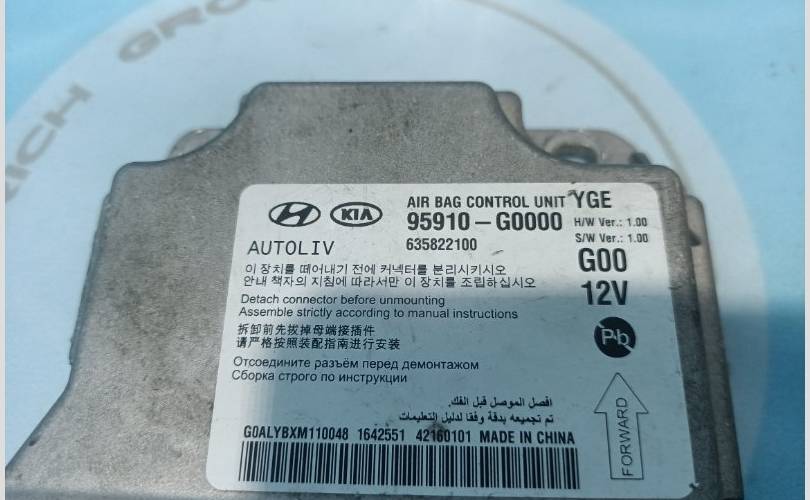 RICH GROUP
HYUNDAI KIA AIR BAG CONTROL UNIT YGE
95910-G0000 H/W Ver.: 1.00
AUTOLIV 635822100 S/W Ver.: 1.00
G00
12V
이 장치를 떼어내기 전에 커넥터를 분리시키시오
안내 책자의 지침에 따라서만 이 장치를 조립하십시오
Detach connector before unmounting
Assemble strictly according to manual instructions
拆卸前先拔掉母端接插件
请严格按照装配指南进行安装
Pb
Отсоедините разъём перед демонтажом
Сборка строго по инструкции
افصل الموصل قبل الفك.
تم تجميعه بدقة وفقا لدليل التعليمات
FORWARD
G0ALYBXM110048 1642551 42160101 MADE IN CHINA